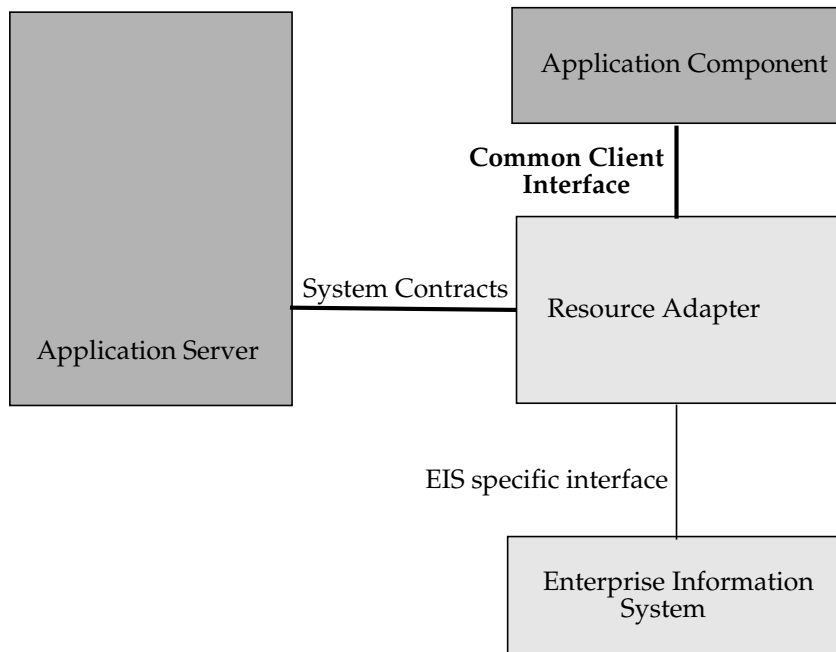 Application Component
Common Client
Interface
System Contracts
Resource Adapter
Application Server
EIS specific interface
Enterprise Information
System